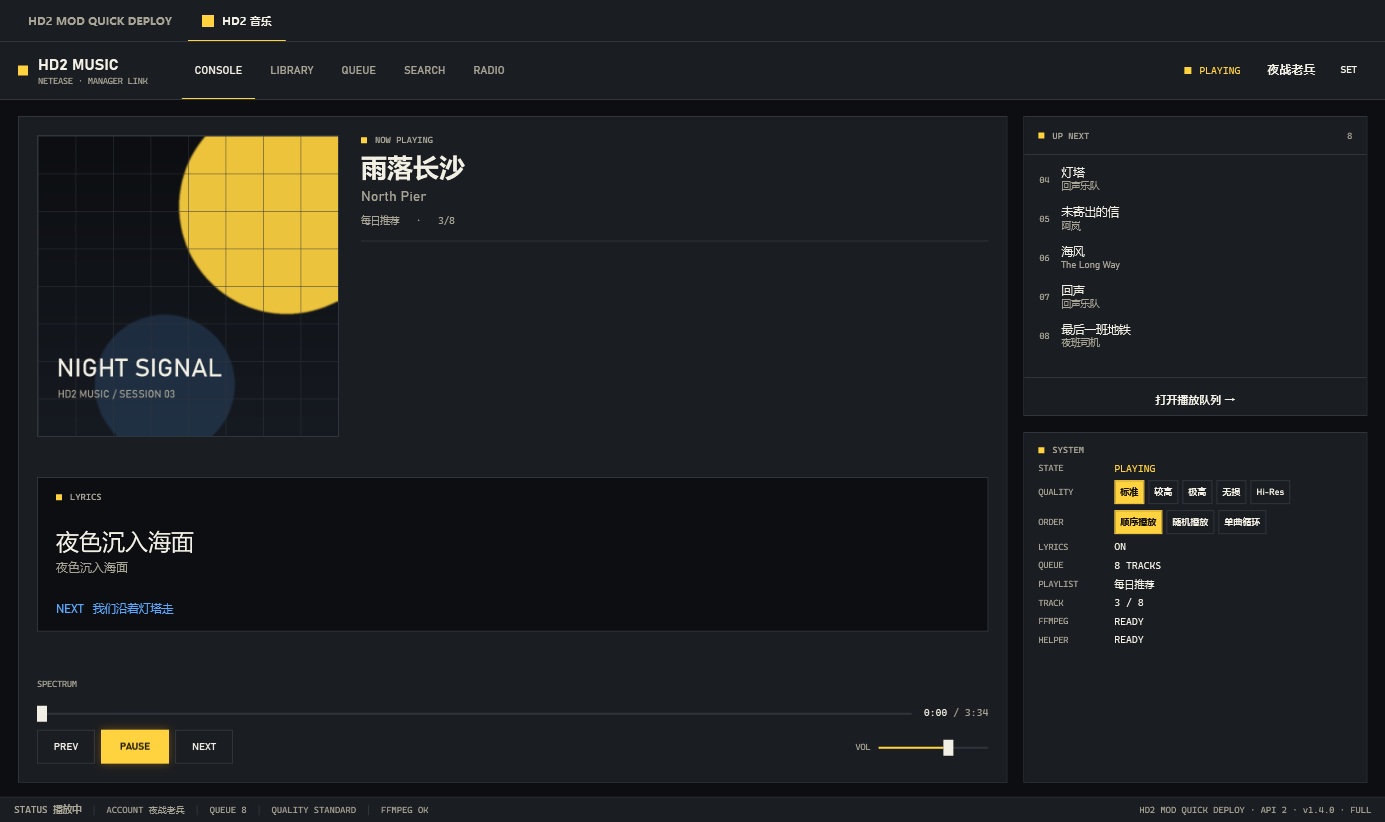 HD2 MOD QUICK DEPLOY
HD2 音乐
HD2 MUSIC
NETEASE · MANAGER LINK
CONSOLE
LIBRARY
QUEUE
SEARCH
RADIO
PLAYING
夜战老兵
SET
NIGHT SIGNAL
HD2 MUSIC / SESSION 03
NOW PLAYING
雨落长沙
North Pier
每日推荐 · 3/8
LYRICS
夜色沉入海面
夜色沉入海面
NEXT 我们沿着灯塔走
SPECTRUM
0:00 / 3:34
PREV
PAUSE
NEXT
VOL
UP NEXT
8
04 灯塔
回声乐队
05 未寄出的信
阿岚
06 海风
The Long Way
07 回声
回声乐队
08 最后一班地铁
夜班司机
打开播放队列 →
SYSTEM
STATE PLAYING
QUALITY 标准 较高 极高 无损 Hi-Res
ORDER 顺序播放 随机播放 单曲循环
LYRICS ON
QUEUE 8 TRACKS
PLAYLIST 每日推荐
TRACK 3 / 8
FFMPEG READY
HELPER READY
STATUS 播放中
ACCOUNT 夜战老兵
QUEUE 8
QUALITY STANDARD
FFMPEG OK
HD2 MOD QUICK DEPLOY · API 2 · v1.4.0 · FULL